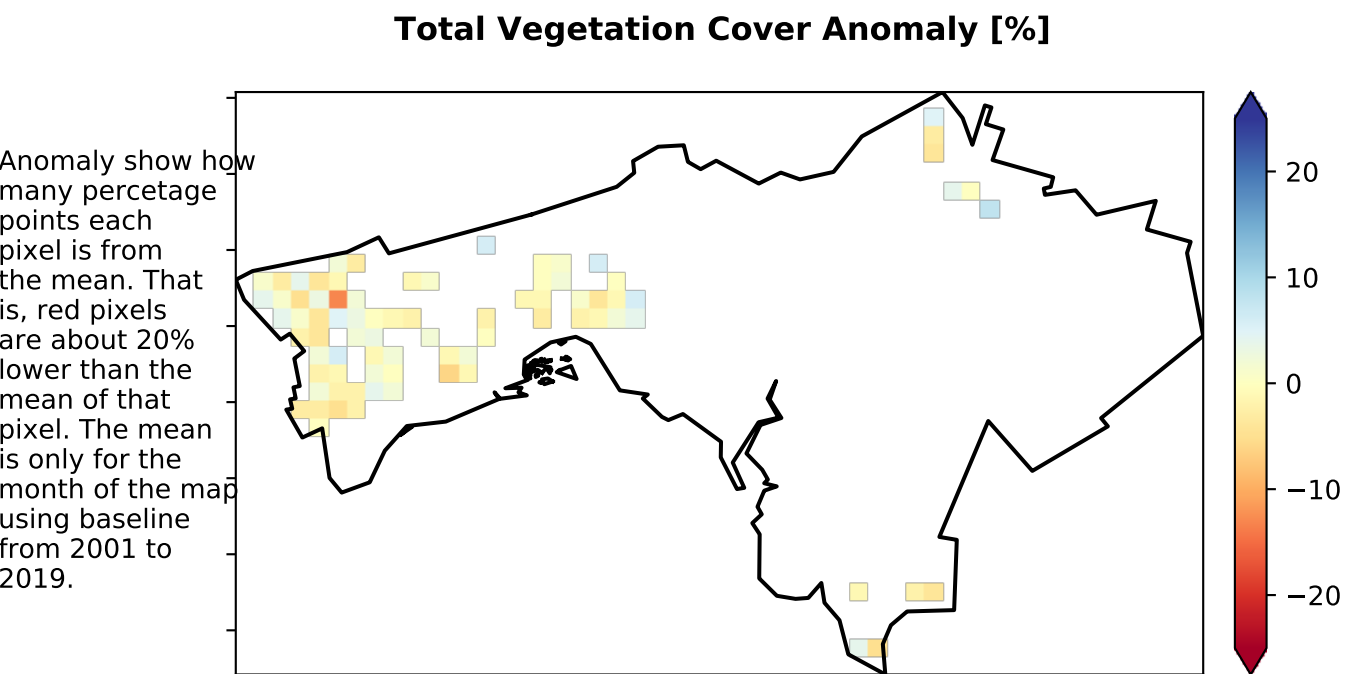 Total Vegetation Cover Anomaly [%]
Anomaly show how
many percetage
points each
pixel is from
the mean. That
is, red pixels
are about 20%
lower than the
mean of that
pixel. The mean
is only for the
month of the map
using baseline
from 2001 to
2019.
20
10
0
−10
−20